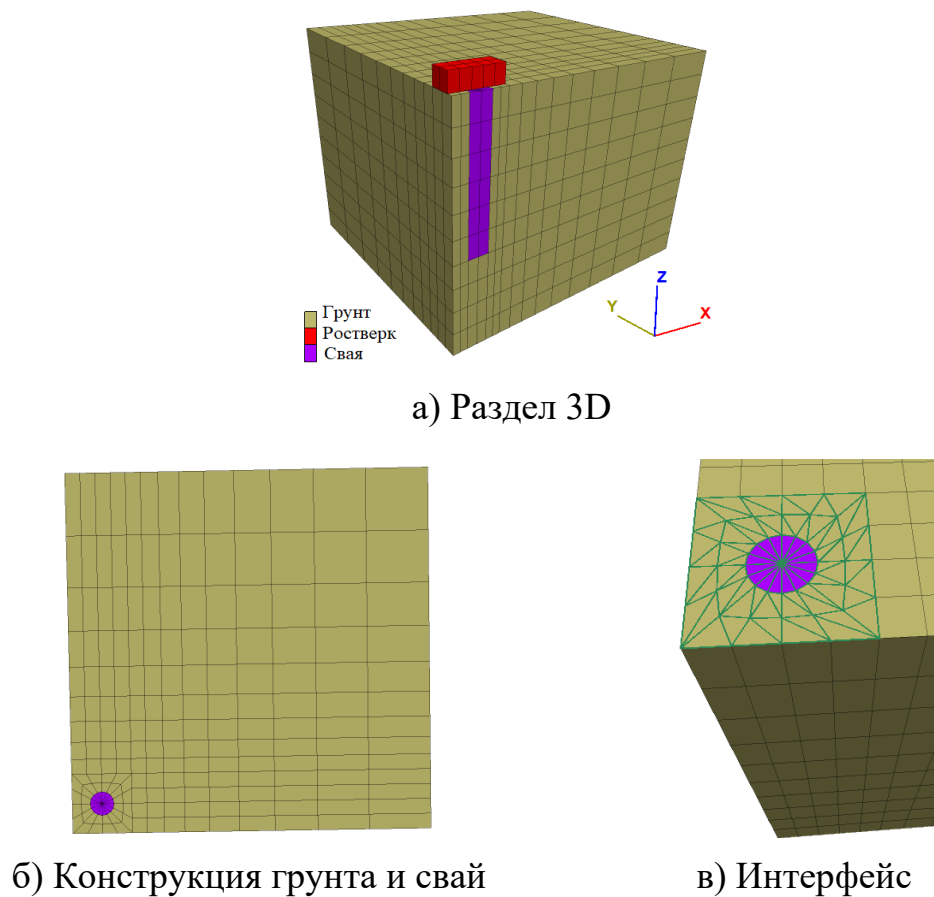 Грунт
Ростверк
Свая
Z
Y
X
а) Раздел 3D
б) Конструкция грунта и свай
в) Интерфейс